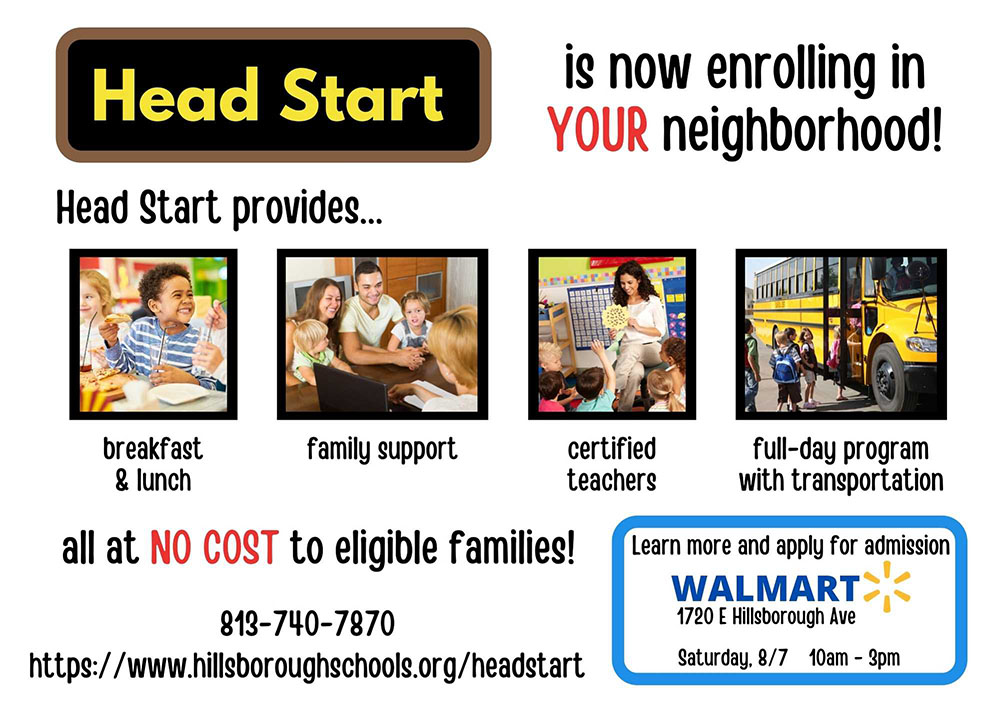 Head Start
is now enrolling in
YOUR neighborhood!
Head Start provides...
breakfast
& lunch
family support
certified
teachers
full-day program
with transportation
all at NO COST to eligible families!
813-740-7870
https://www.hillsboroughschools.org/headstart
Learn more and apply for admission
WALMART
1720 E Hillsborough Ave
Saturday, 8/7 10am - 3pm